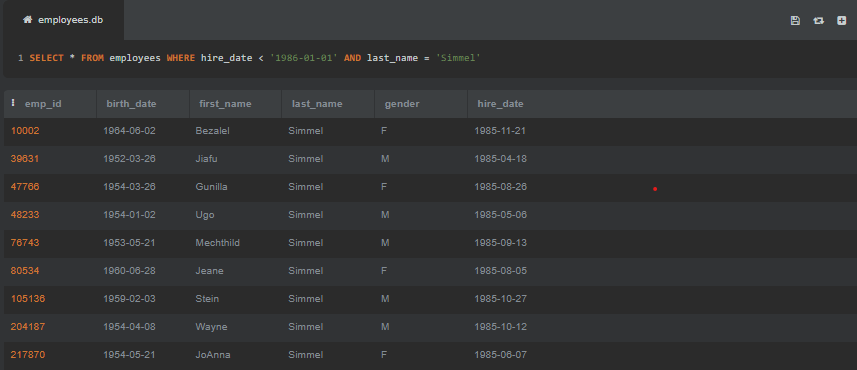 employees.db
1 SELECT * FROM employees WHERE hire_date < '1986-01-01' AND last_name = 'Simmel'
emp_id birth_date first_name last_name gender hire_date
10002 1964-06-02 Bezalel Simmel F 1985-11-21
39631 1952-03-26 Jiafu Simmel M 1985-04-18
47766 1954-03-26 Gunilla Simmel F 1985-08-26
48233 1954-01-02 Ugo Simmel M 1985-05-06
76743 1953-05-21 Mechthild Simmel M 1985-09-13
80534 1960-06-28 Jeane Simmel F 1985-08-05
105136 1959-02-03 Stein Simmel M 1985-10-27
204187 1954-04-08 Wayne Simmel M 1985-10-12
217870 1954-05-21 JoAnna Simmel F 1985-06-07